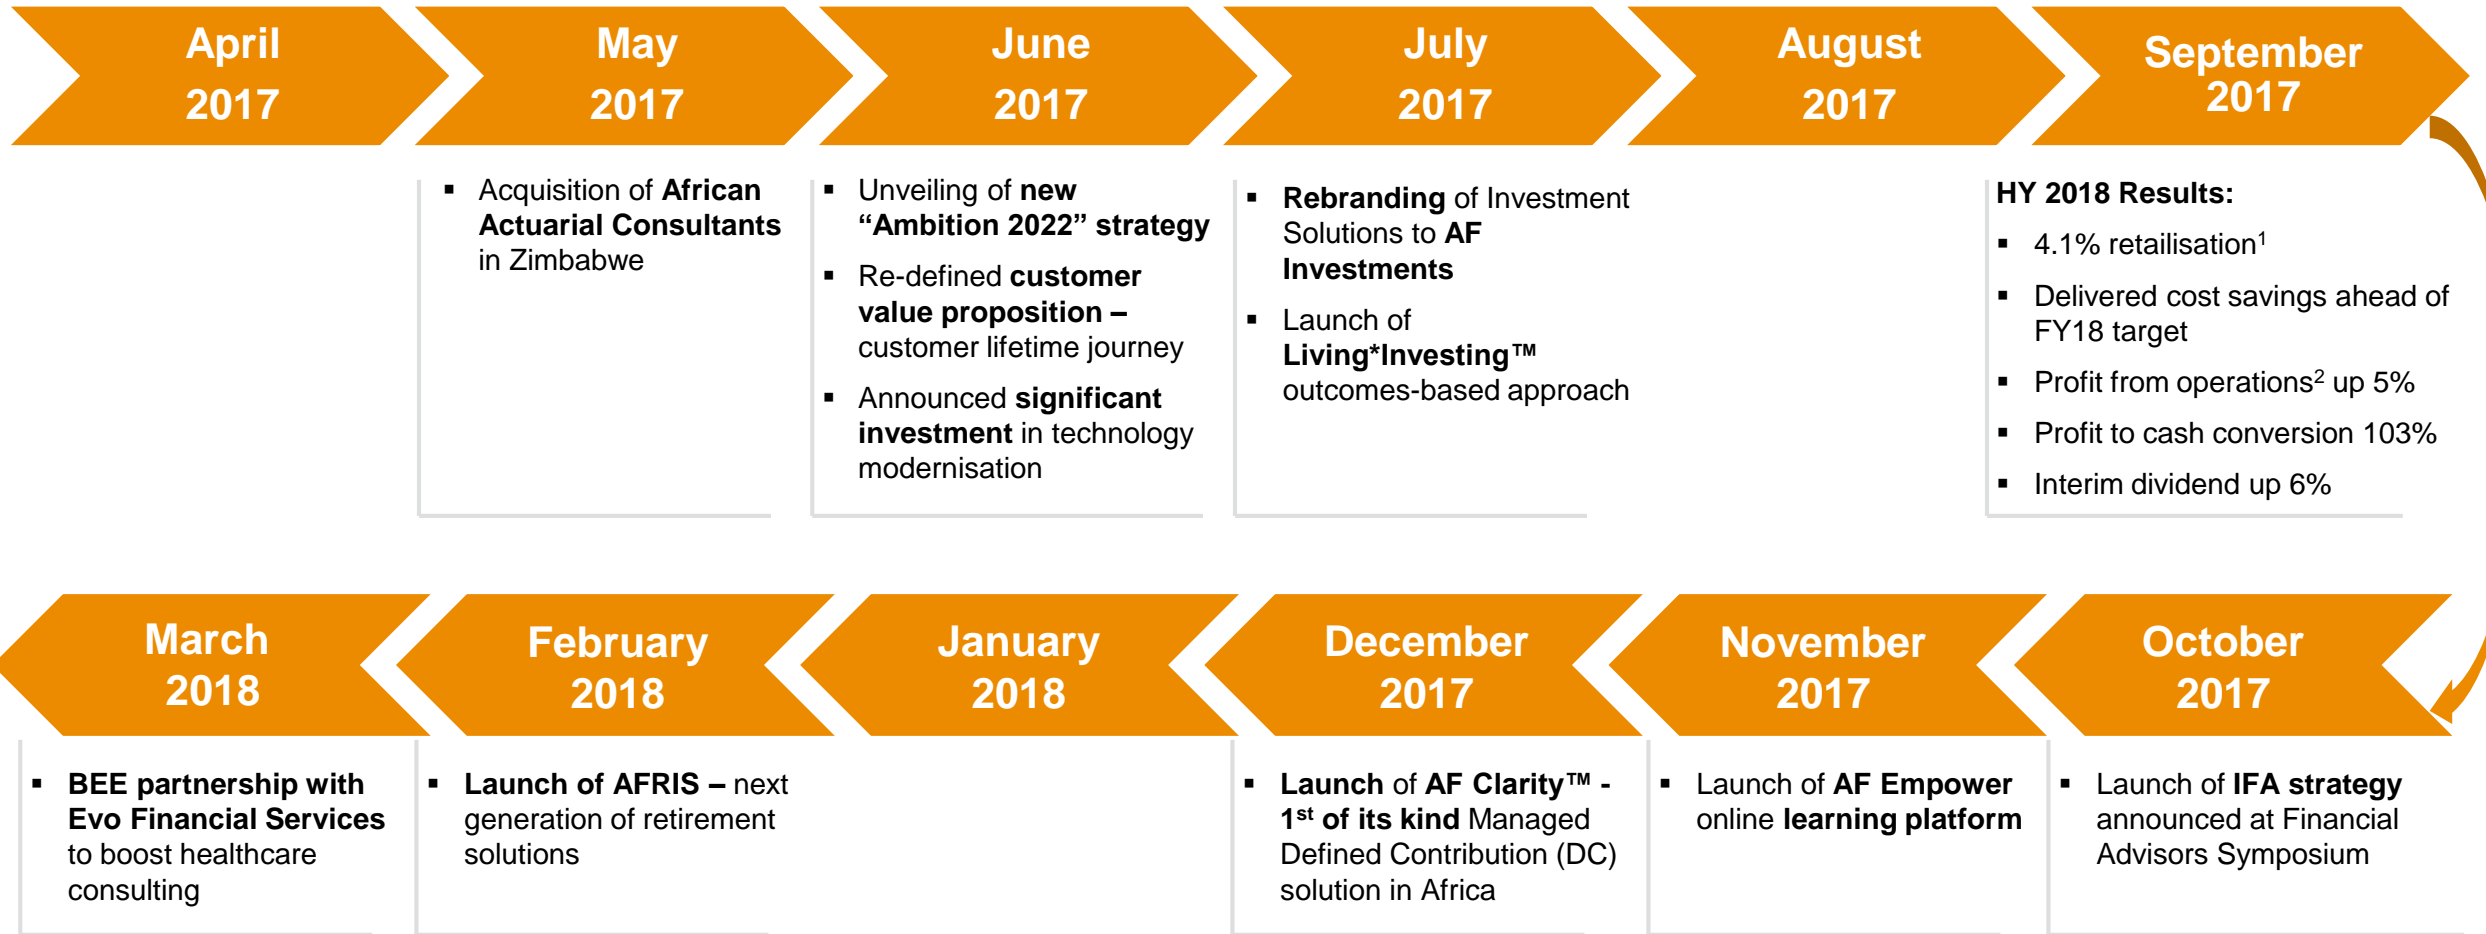 April
2017
May
2017
June
2017
July
2017
August
2017
September
2017
▪ Acquisition of African
Actuarial Consultants
in Zimbabwe
▪ Unveiling of new
“Ambition 2022” strategy
▪ Re-defined customer
value proposition –
customer lifetime journey
▪ Announced significant
investment in technology
modernisation
▪ Rebranding of Investment
Solutions to AF
Investments
▪ Launch of
Living*Investing™
outcomes-based approach
HY 2018 Results:
▪ 4.1% retailisation¹
▪ Delivered cost savings ahead of
FY18 target
▪ Profit from operations² up 5%
▪ Profit to cash conversion 103%
▪ Interim dividend up 6%
March
2018
February
2018
January
2018
December
2017
November
2017
October
2017
▪ BEE partnership with
Evo Financial Services
to boost healthcare
consulting
▪ Launch of AFRIS – next
generation of retirement
solutions
▪ Launch of AF Clarity™ -
1st of its kind Managed
Defined Contribution (DC)
solution in Africa
▪ Launch of AF Empower
online learning platform
▪ Launch of IFA strategy
announced at Financial
Advisors Symposium